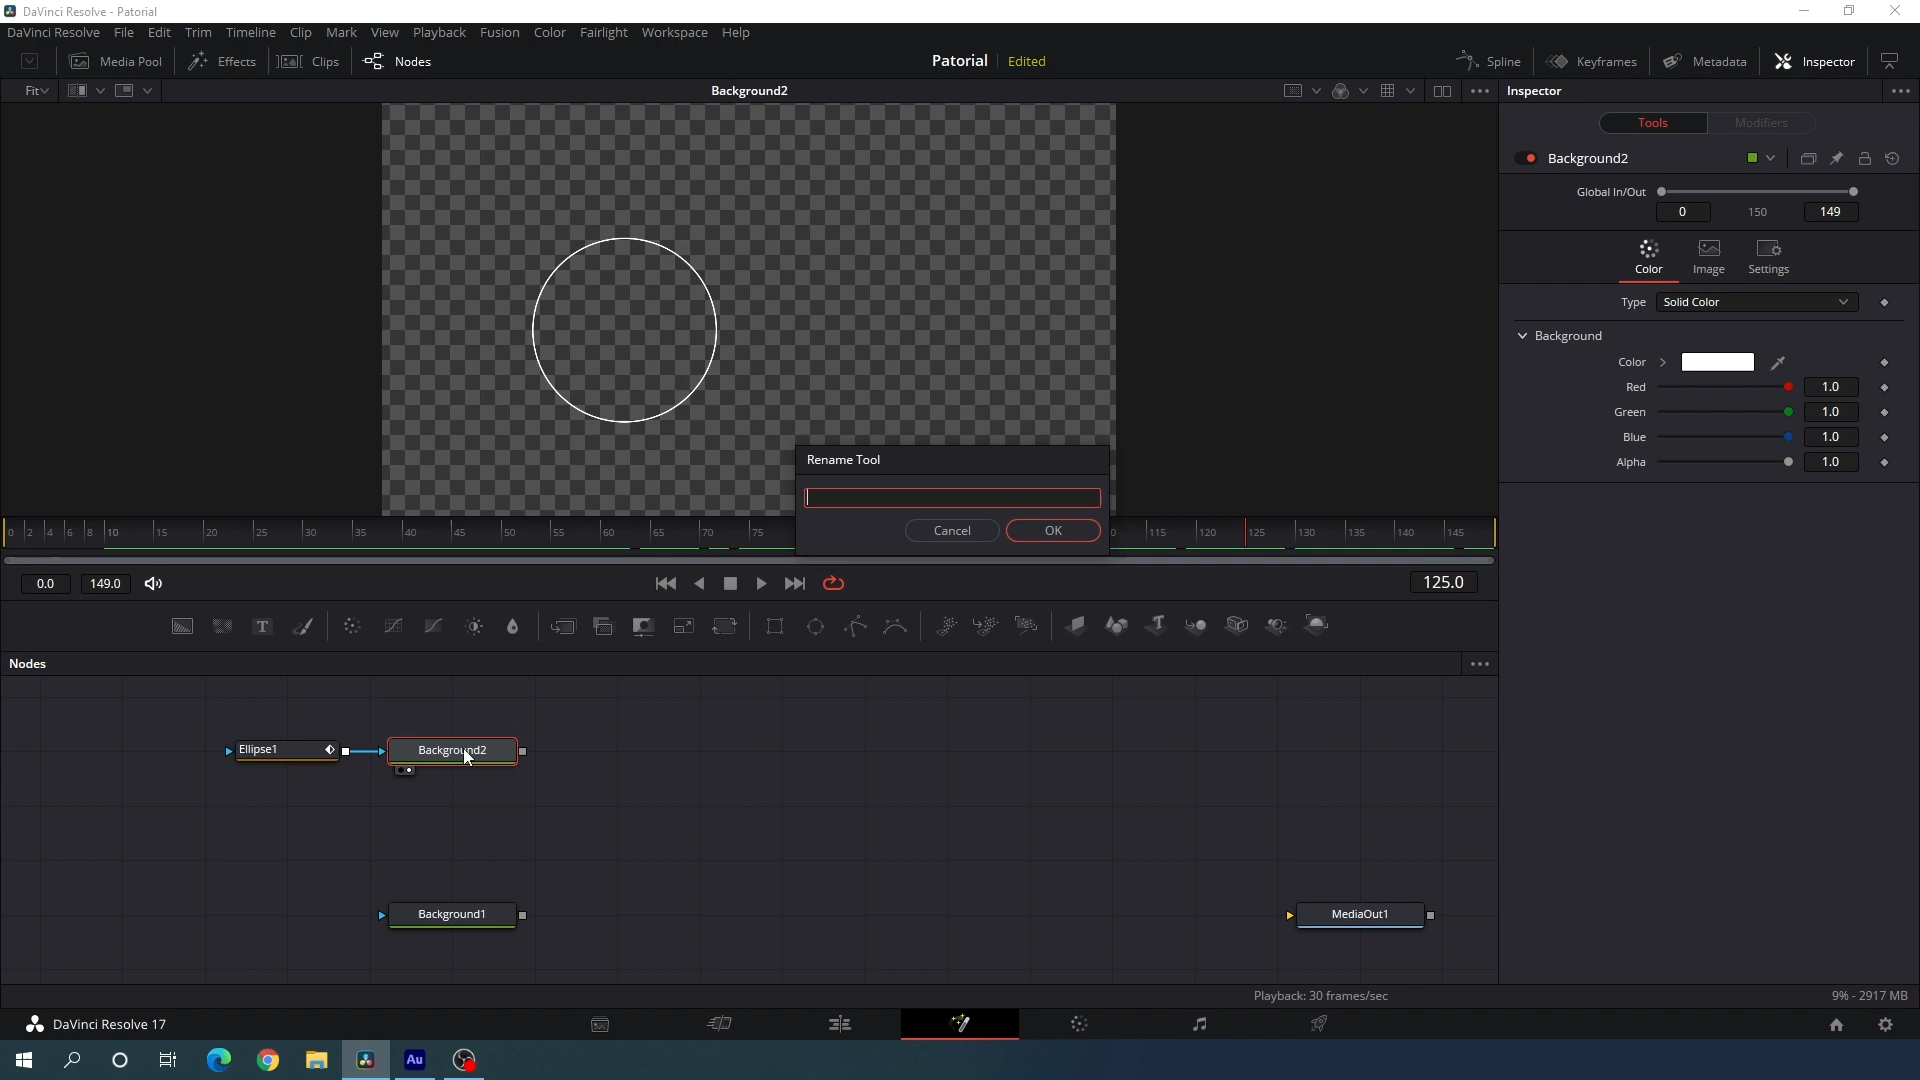 DaVinci Resolve - Patorial
DaVinci Resolve File Edit Trim Timeline Clip Mark View Playback Fusion Color Fairlight Workspace Help
Media Pool Effects Clips Nodes Patorial Edited Spline Keyframes Metadata Inspector
Fit Background2 Inspector
Tools Modifiers
Background2
Global In/Out
0 150 149
Color Image Settings
Type Solid Color
Background
Color
Red 1.0
Green 1.0
Blue 1.0
Alpha 1.0
Rename Tool
Cancel OK
0 2 4 6 8 10 15 20 25 30 35 40 45 50 55 60 65 70 75 0 115 120 125 130 135 140 145
0.0 149.0 125.0
T T
Nodes
Ellipse1 Background2
Background1 MediaOut1
Playback: 30 frames/sec 9% - 2917 MB
DaVinci Resolve 17
Au